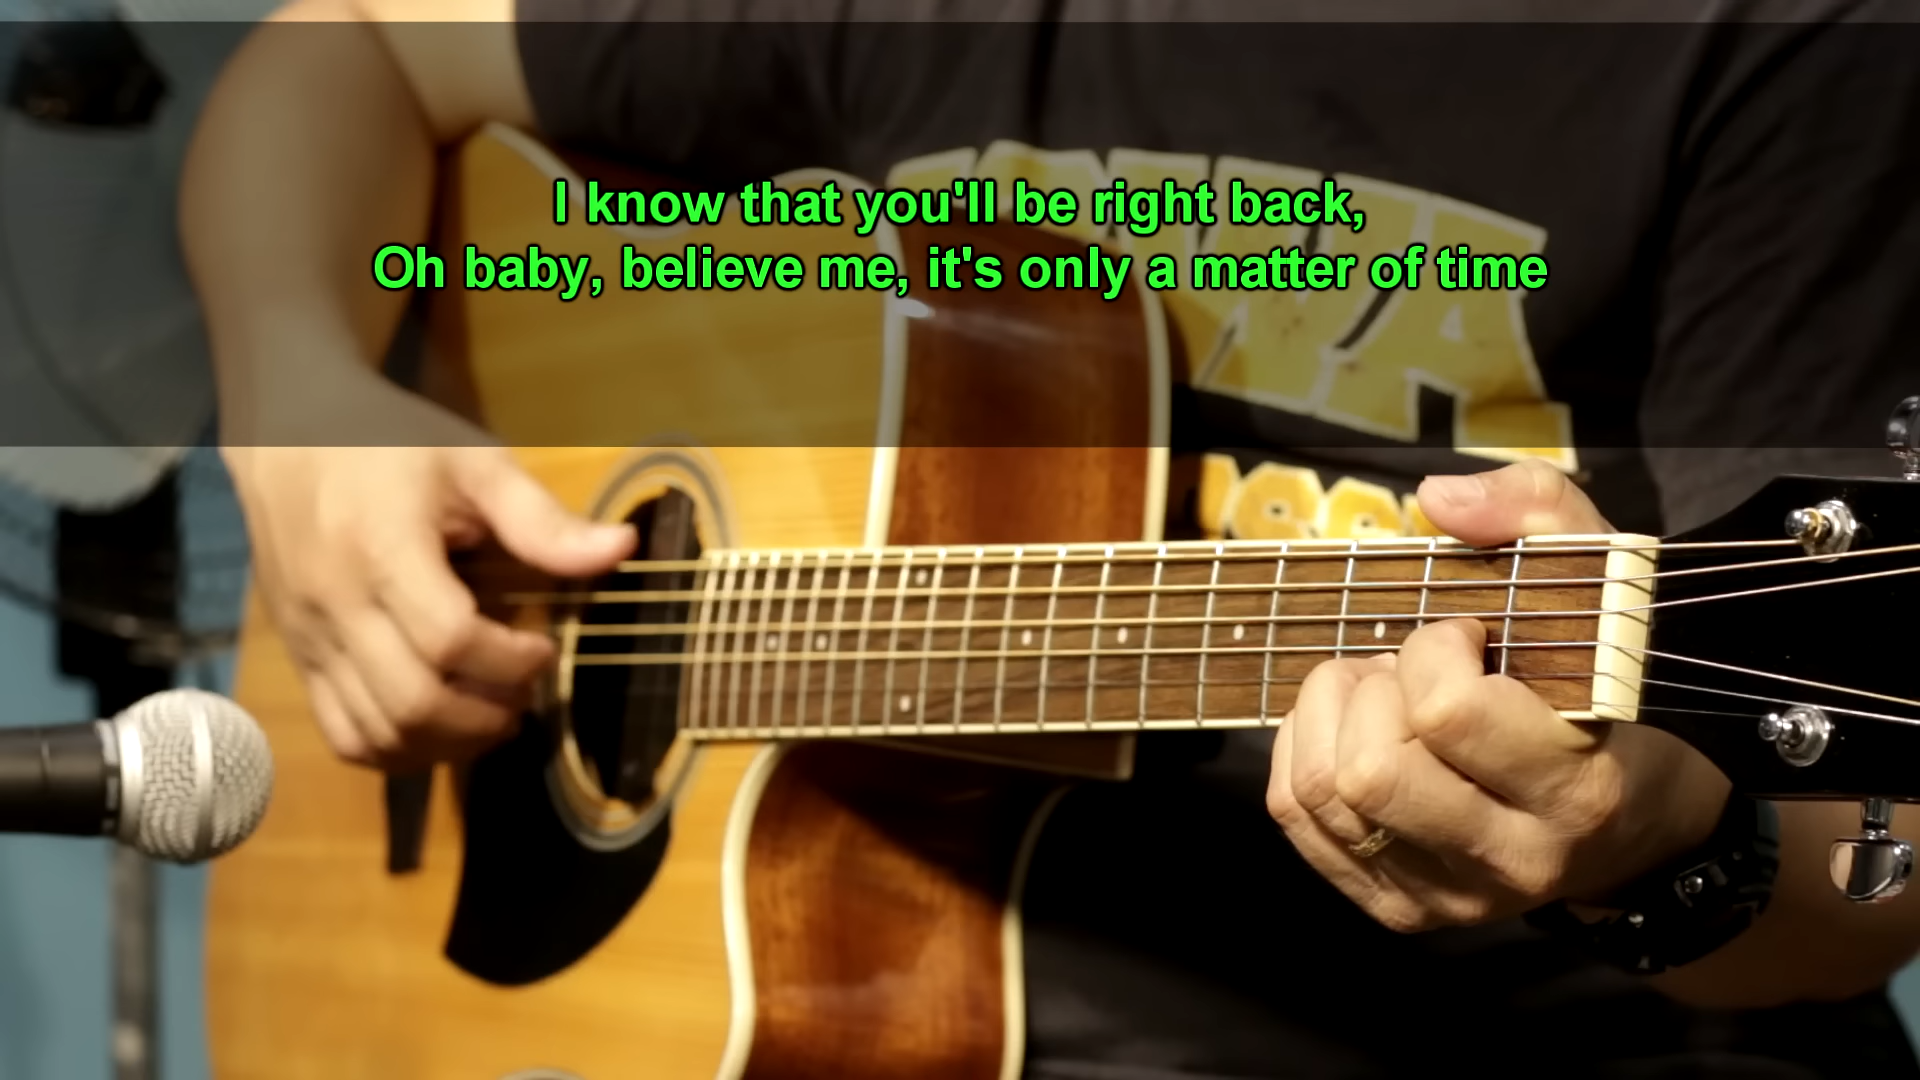 I know that you'll be right back,
Oh baby, believe me, it's only a matter of time